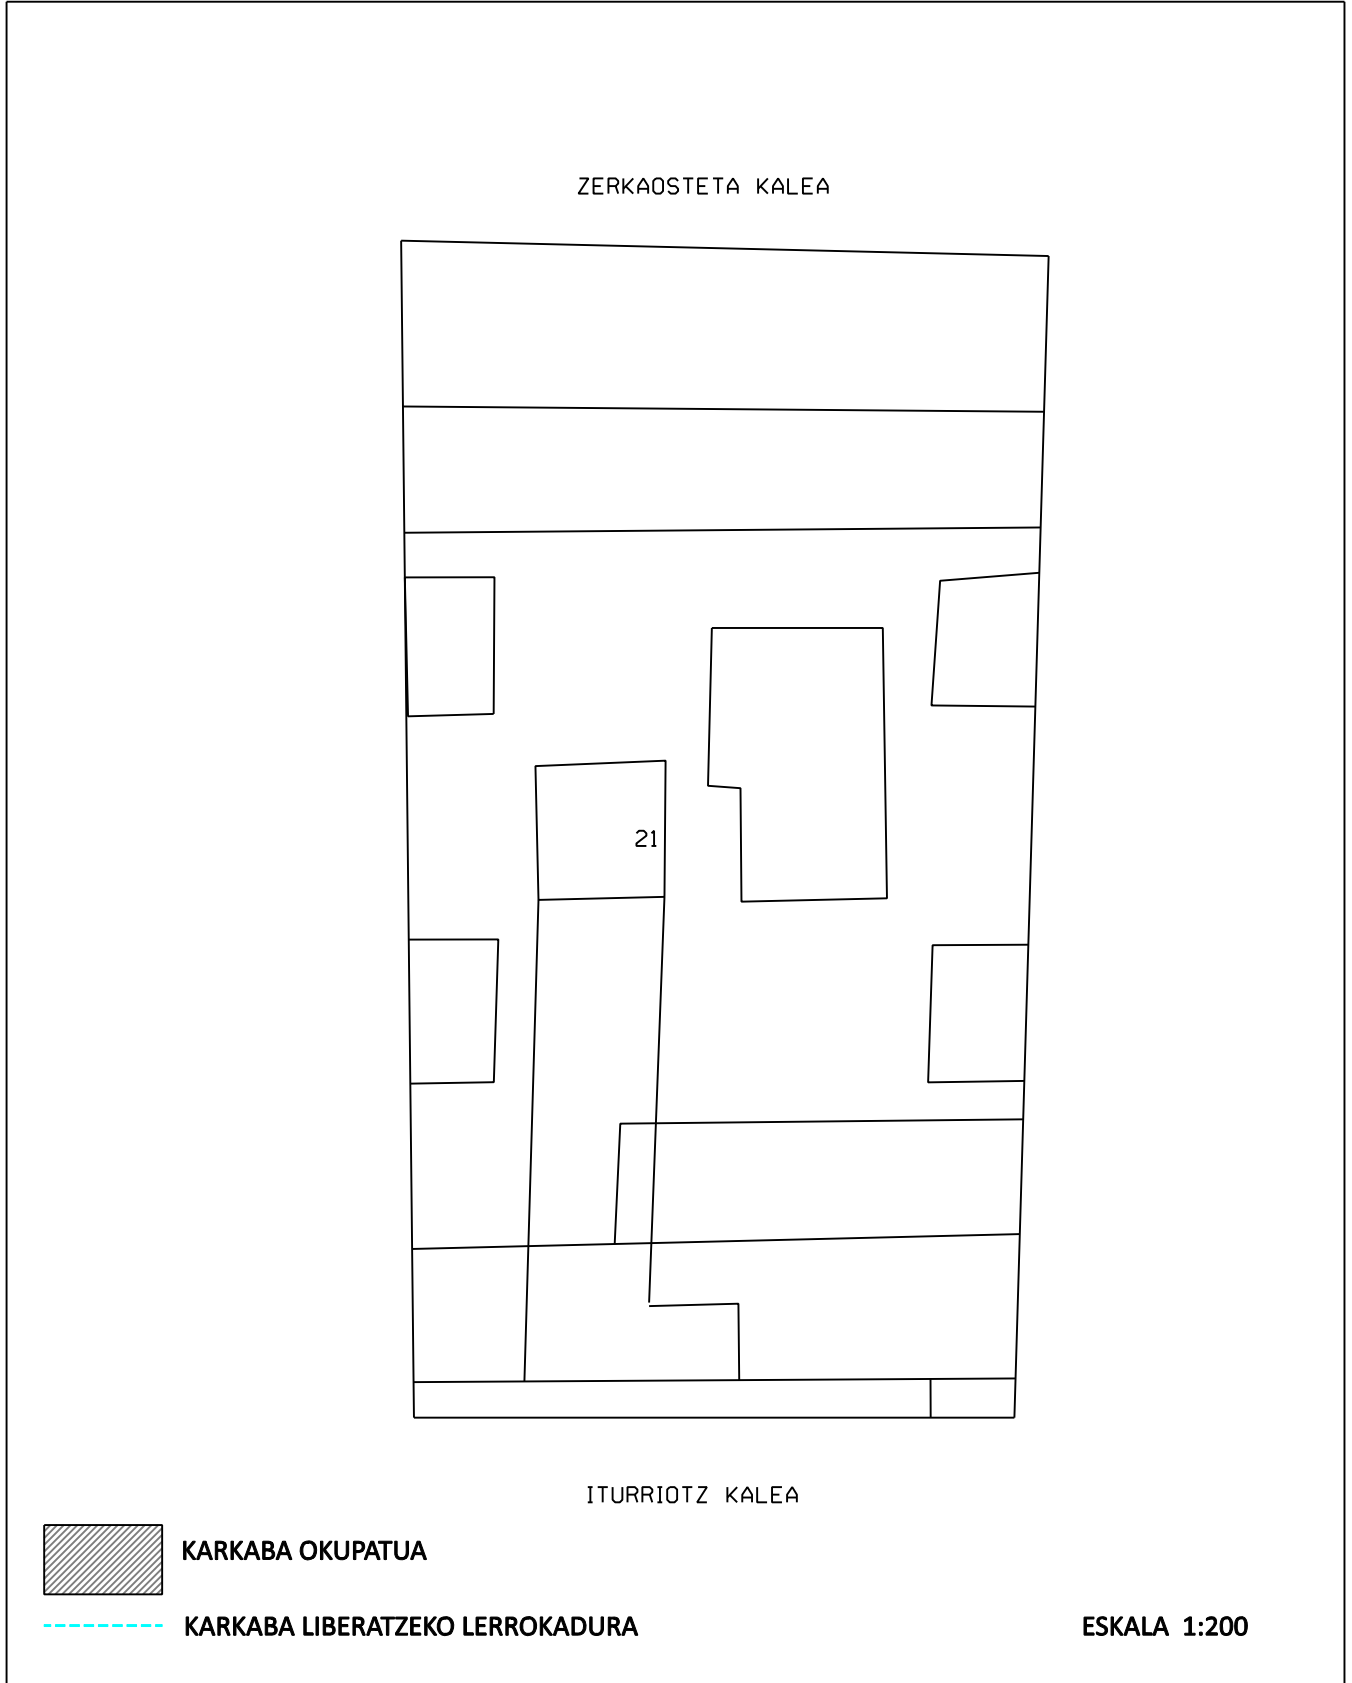 ZERKAOSTETA KALEA
21
ITURRIOTZ KALEA
KARKABA OKUPATUA
KARKABA LIBERATZEKO LERROKADURA
ESKALA 1:200